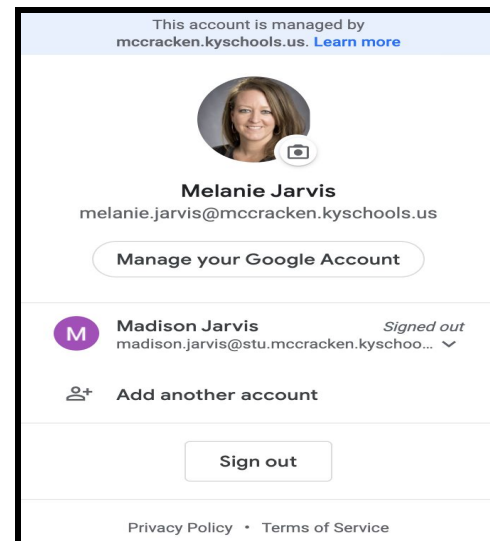 This account is managed by
mccracken.kyschools.us. Learn more
Melanie Jarvis
melanie.jarvis@mccracken.kyschools.us
Manage your Google Account
M
Madison Jarvis
Signed out
madison.jarvis@stu.mccracken.kyschoo...
Add another account
Sign out
Privacy Policy • Terms of Service